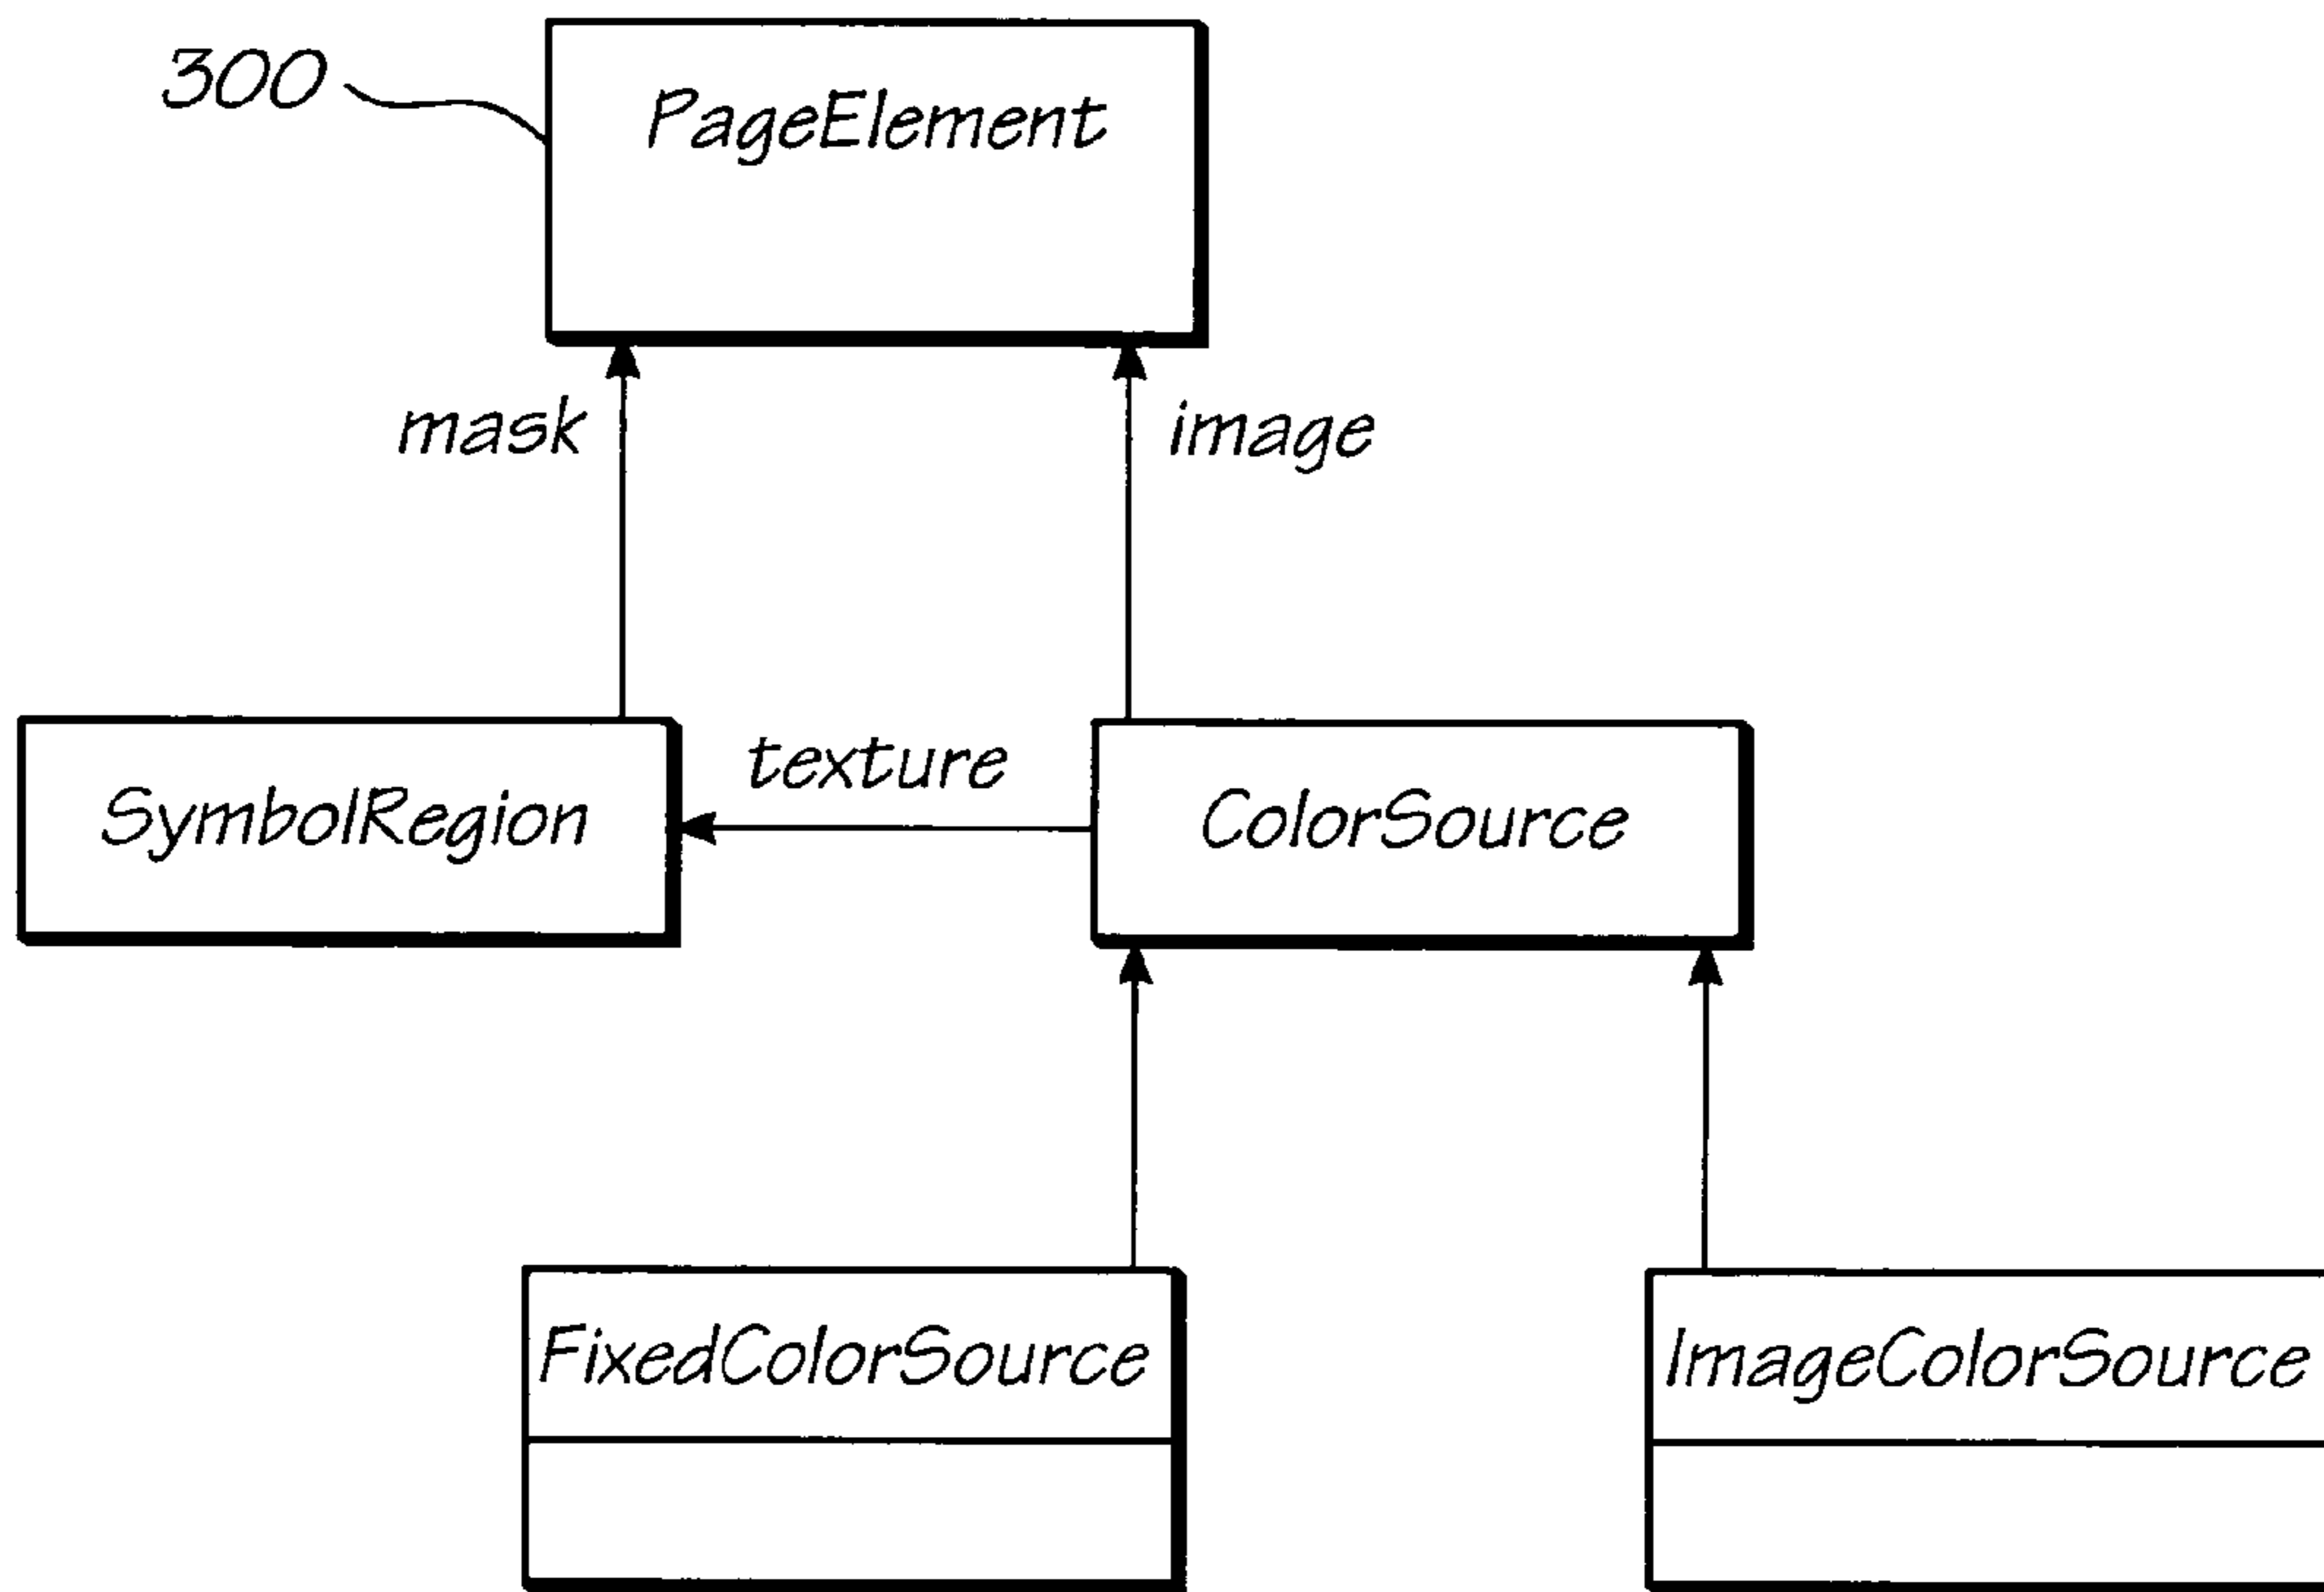 300
PageElement
mask
image
SymbolRegion
texture
ColorSource
FixedColorSource
ImageColorSource